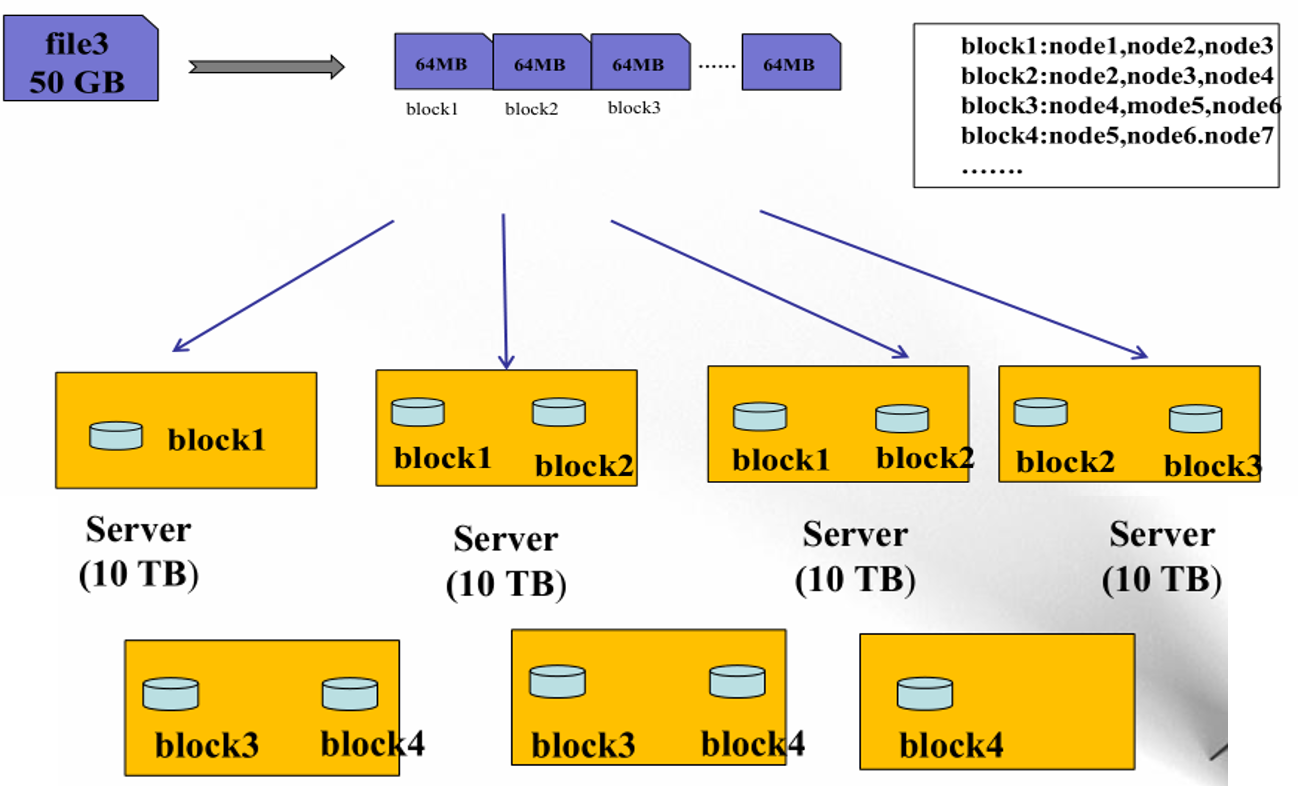 file3
50 GB
64MB 64MB 64MB ...... 64MB
block1 block2 block3
block1:node1,node2,node3
block2:node2,node3,node4
block3:node4,mode5,node6
block4:node5,node6.node7
.......
block1
block1 block2
block1 block2
block2 block3
Server
(10 TB)
Server
(10 TB)
Server
(10 TB)
Server
(10 TB)
block3 block4
block3 block4
block4